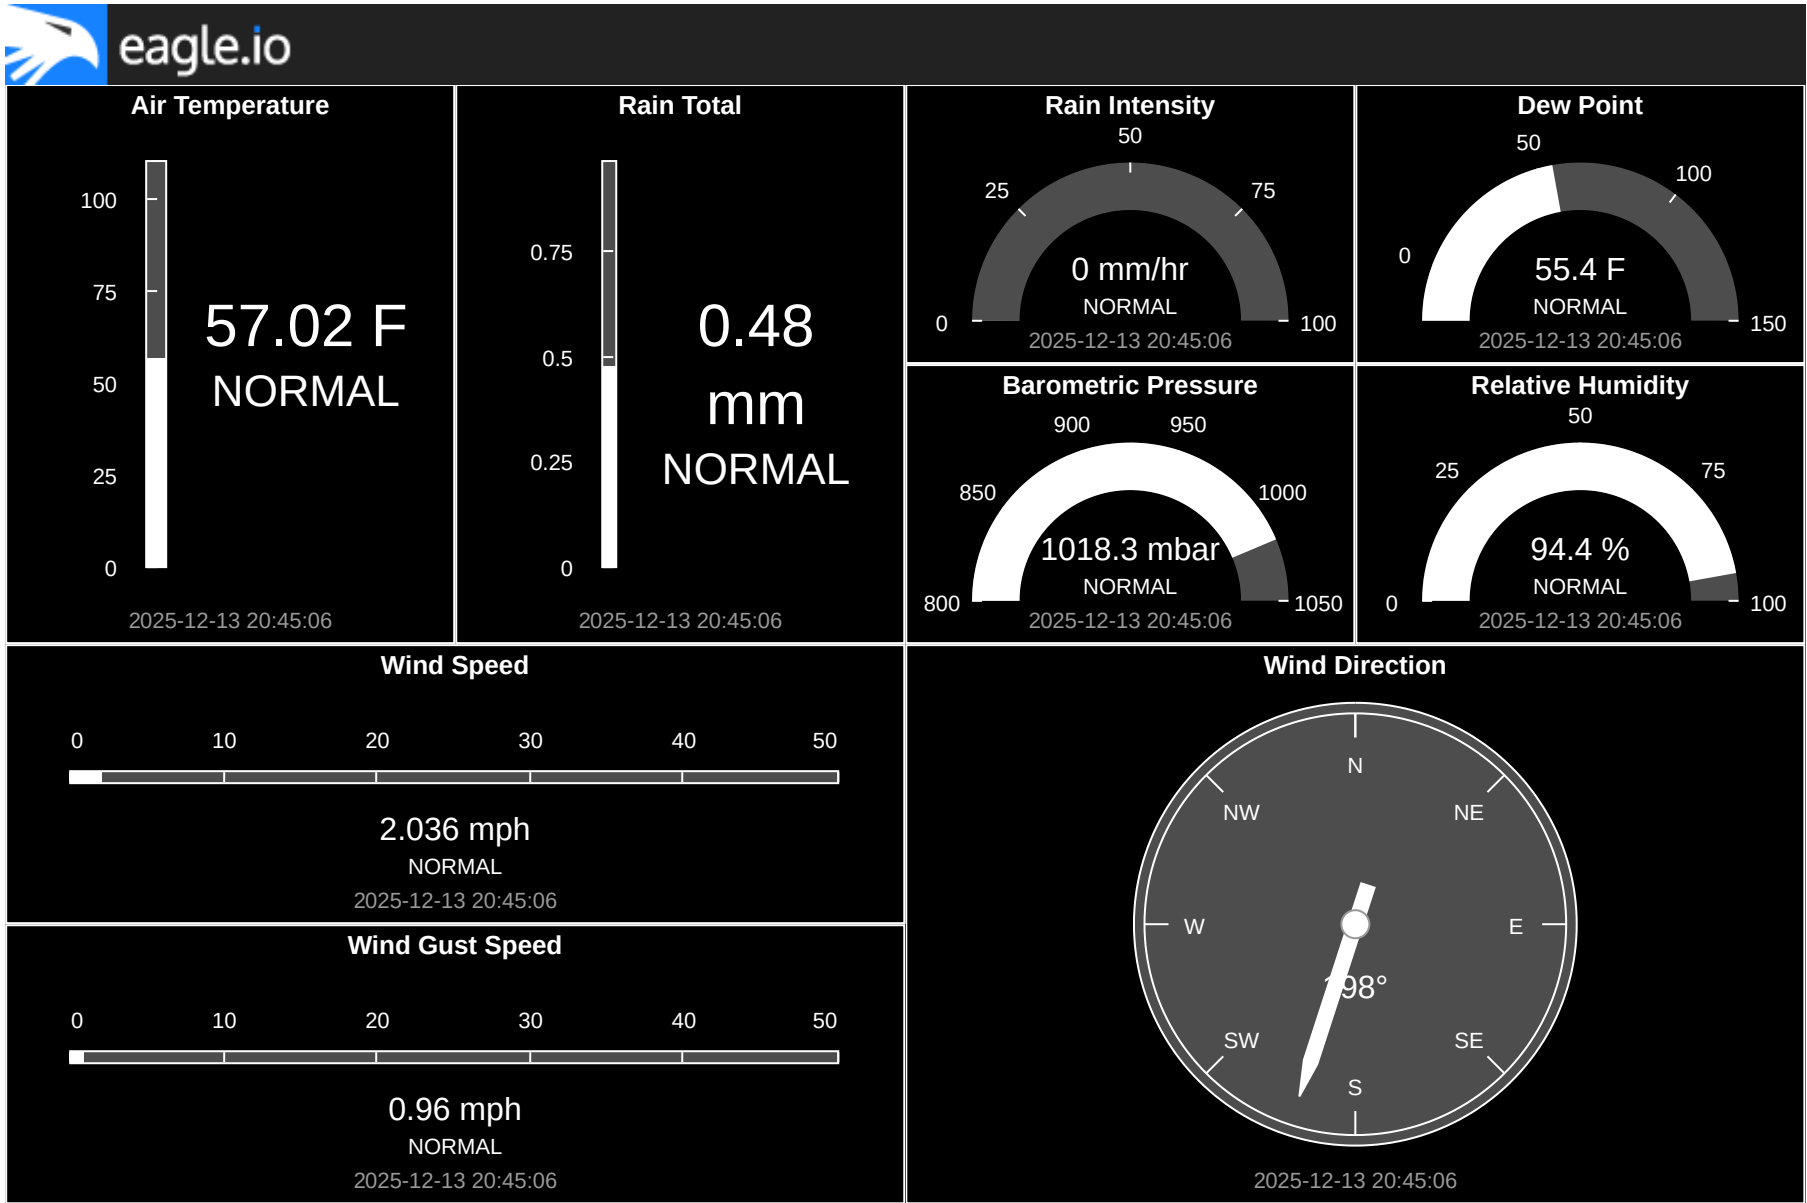 eagle.io
Air Temperature
100
75
50
25
0
57.02 F
NORMAL
2025-12-13 20:45:06
Rain Total
0.75
0.5
0.25
0
0.48
mm
NORMAL
2025-12-13 20:45:06
Rain Intensity
50
25
75
0
100
0 mm/hr
NORMAL
2025-12-13 20:45:06
Dew Point
50
100
0
150
55.4 F
NORMAL
2025-12-13 20:45:06
Barometric Pressure
900
950
850
1000
800
1050
1018.3 mbar
NORMAL
2025-12-13 20:45:06
Relative Humidity
50
25
75
0
100
94.4 %
NORMAL
2025-12-13 20:45:06
Wind Speed
0 10 20 30 40 50
2.036 mph
NORMAL
2025-12-13 20:45:06
Wind Gust Speed
0 10 20 30 40 50
0.96 mph
NORMAL
2025-12-13 20:45:06
Wind Direction
N
NW NE
W E
198°
SW SE
S
2025-12-13 20:45:06